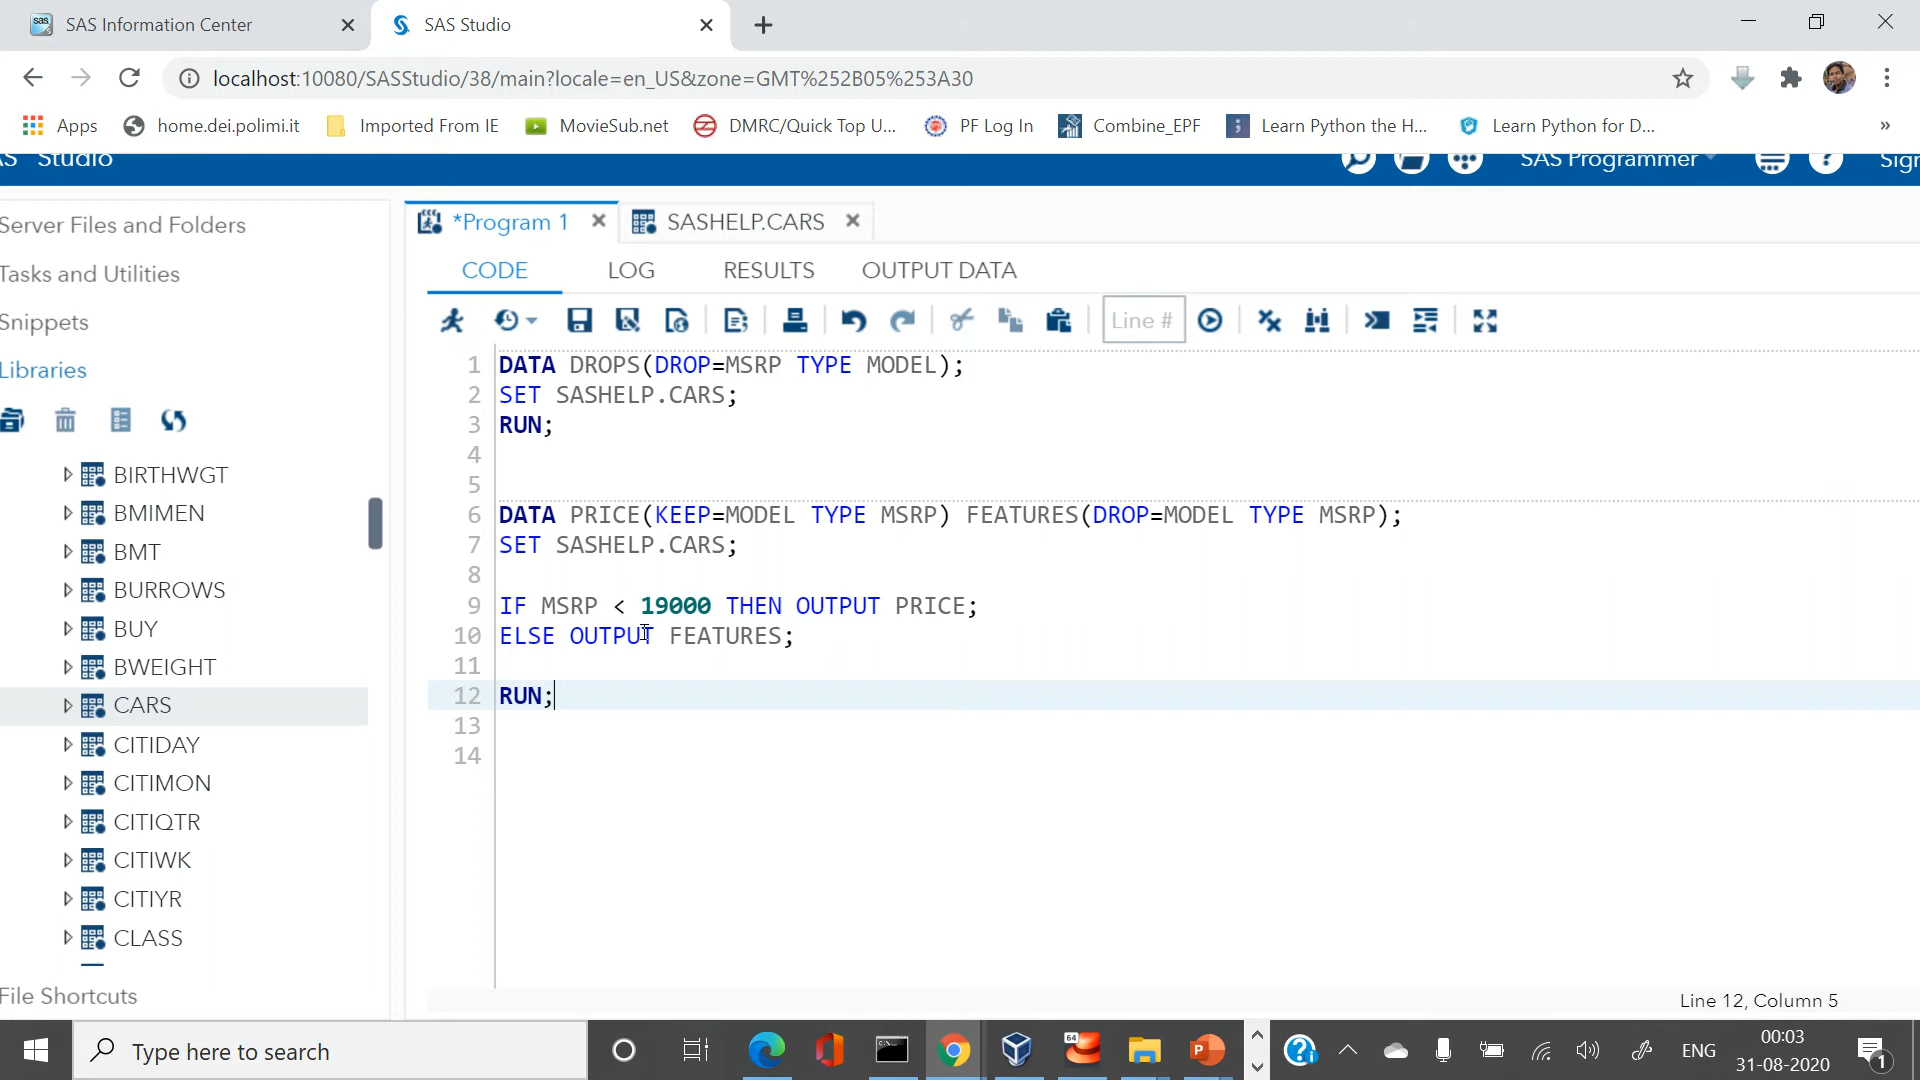 SAS Information Center
SAS Studio
localhost:10080/SASStudio/38/main?locale=en_US&zone=GMT%252B05%253A30
Apps home.dei.polimi.it Imported From IE MovieSub.net DMRC/Quick Top U... PF Log In Combine_EPF Learn Python the H... Learn Python for D... »
Studio SAS Programmer
Server Files and Folders
Tasks and Utilities
Snippets
Libraries
BIRTHWGT
BMIMEN
BMT
BURROWS
BUY
BWEIGHT
CARS
CITIDAY
CITIMON
CITIQTR
CITIWK
CITIYR
CLASS
File Shortcuts
*Program 1 SASHELP.CARS
CODE LOG RESULTS OUTPUT DATA
Line #
1 DATA DROPS(DROP=MSRP TYPE MODEL);
2 SET SASHELP.CARS;
3 RUN;
4
5
6 DATA PRICE(KEEP=MODEL TYPE MSRP) FEATURES(DROP=MODEL TYPE MSRP);
7 SET SASHELP.CARS;
8
9 IF MSRP < 19000 THEN OUTPUT PRICE;
10 ELSE OUTPUT FEATURES;
11
12 RUN;
13
14
Line 12, Column 5
Type here to search
64
ENG
00:03
31-08-2020
1